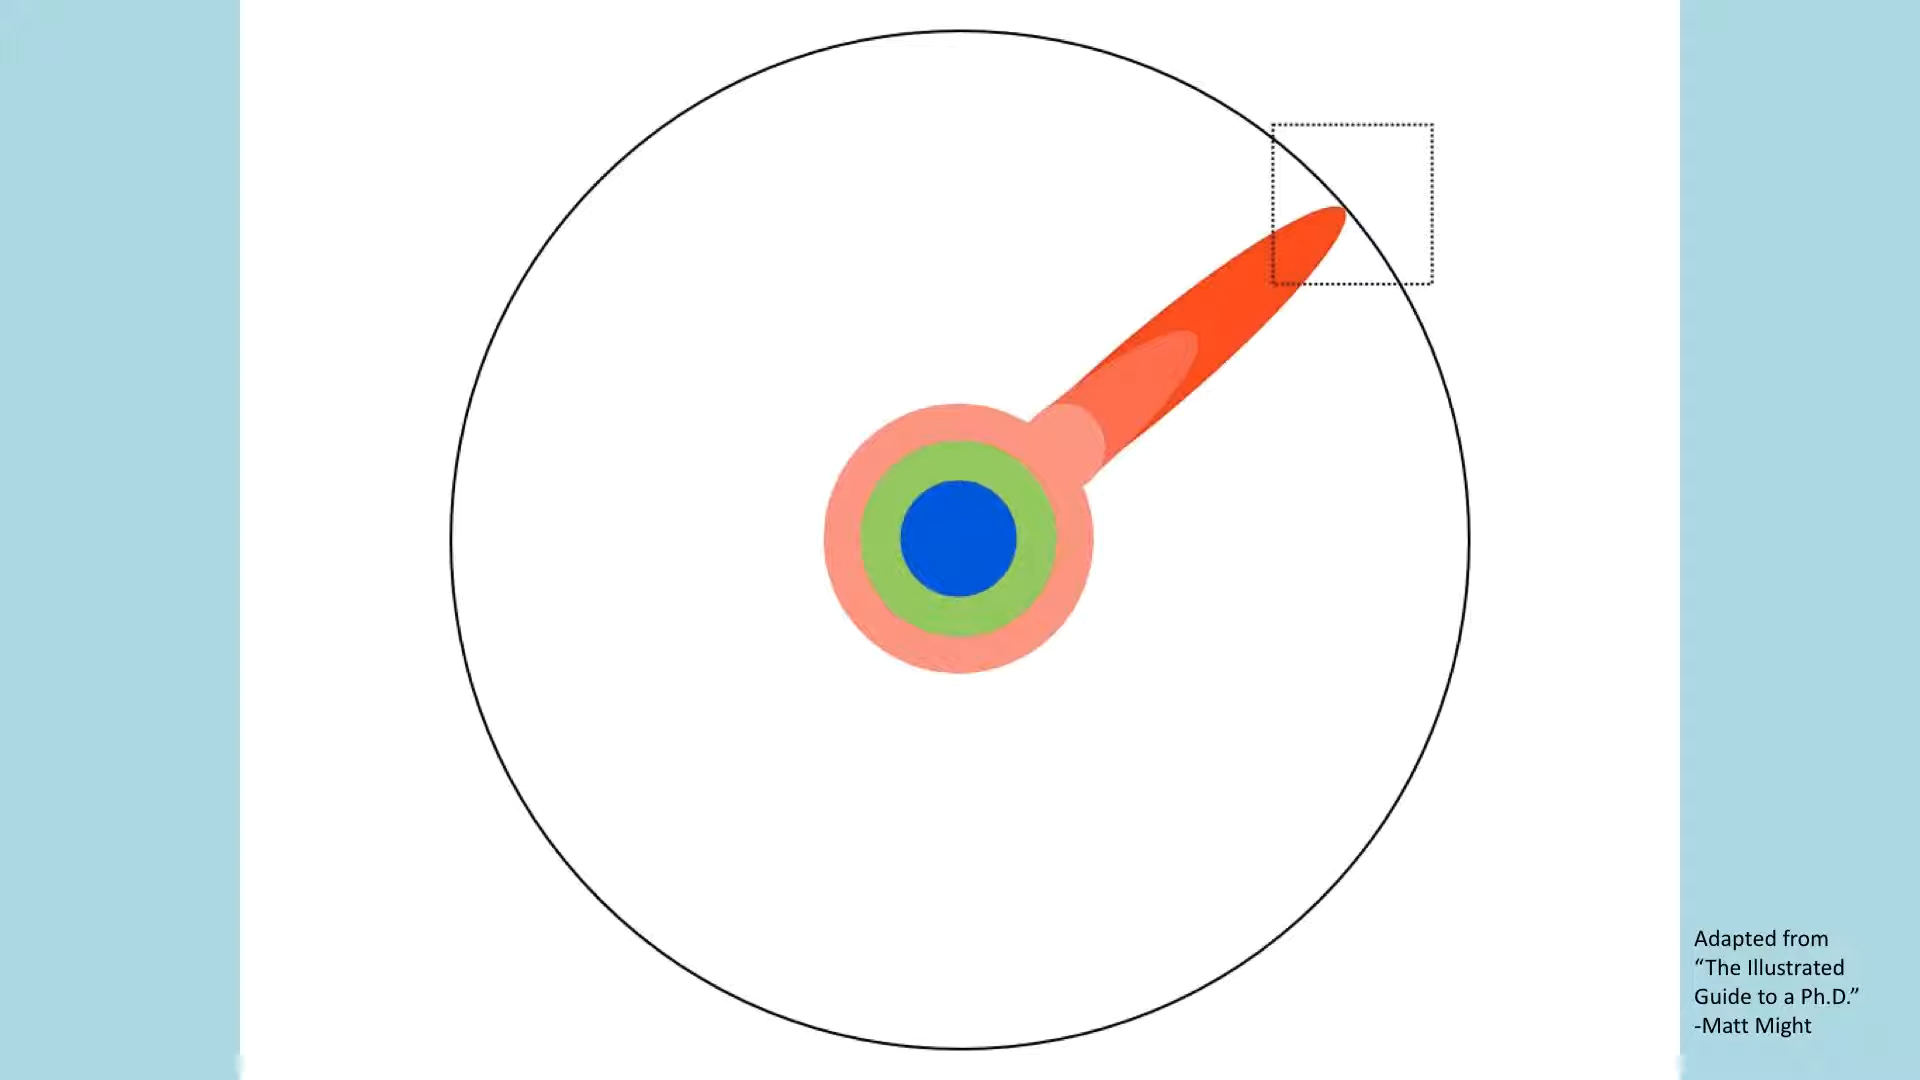 Adapted from
“The Illustrated
Guide to a Ph.D.”
-Matt Might